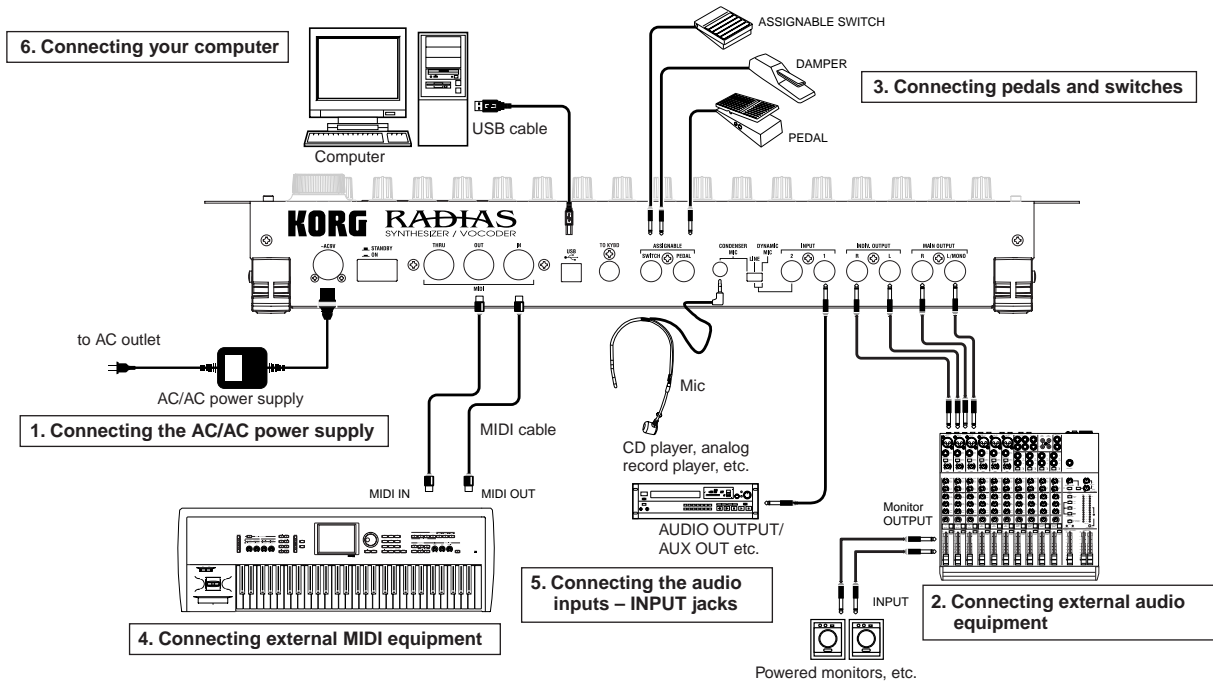 ASSIGNABLE SWITCH
6. Connecting your computer
DAMPER
3. Connecting pedals and switches
USB cable
PEDAL
Computer
KORG RADIAS
SYNTHESIZER / VOCODER
~AC9V
STANDBY
ON
THRU
OUT
IN
MIDI
USB
TO KYBD
ASSIGNABLE
SWITCH
PEDAL
CONDENSER
MIC
LINE
DYNAMIC
MIC
INPUT
2
1
INDIV. OUTPUT
R
L
MAIN OUTPUT
R
L/MONO
to AC outlet
AC/AC power supply
Mic
1. Connecting the AC/AC power supply
MIDI cable
CD player, analog
record player, etc.
MIDI IN
MIDI OUT
Monitor
OUTPUT
AUDIO OUTPUT/
AUX OUT etc.
5. Connecting the audio
inputs – INPUT jacks
INPUT
2. Connecting external audio
equipment
4. Connecting external MIDI equipment
Powered monitors, etc.